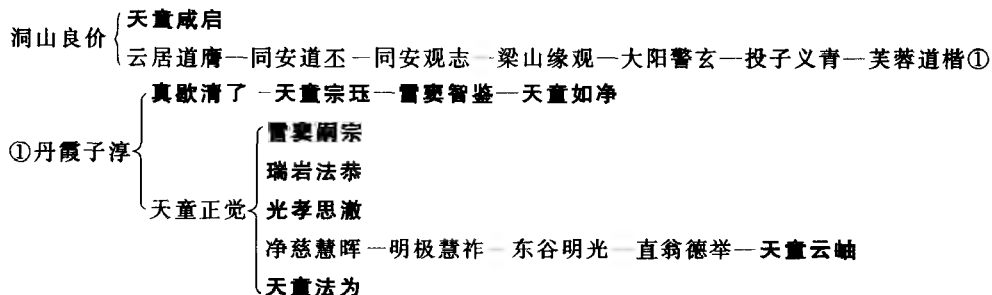 天童咸启
洞山良价
云居道膺—同安道丕—同安观志—梁山缘观—大阳警玄—投子义青—芙蓉道楷①
真歇清了—天童宗珏—雪窦智鉴—天童如净
雪窦嗣宗
①丹霞子淳
瑞岩法恭
天童正觉
光孝思澈
净慈慧晖—明极慧祚—东谷明光—直翁德举—天童云岫
天童法为